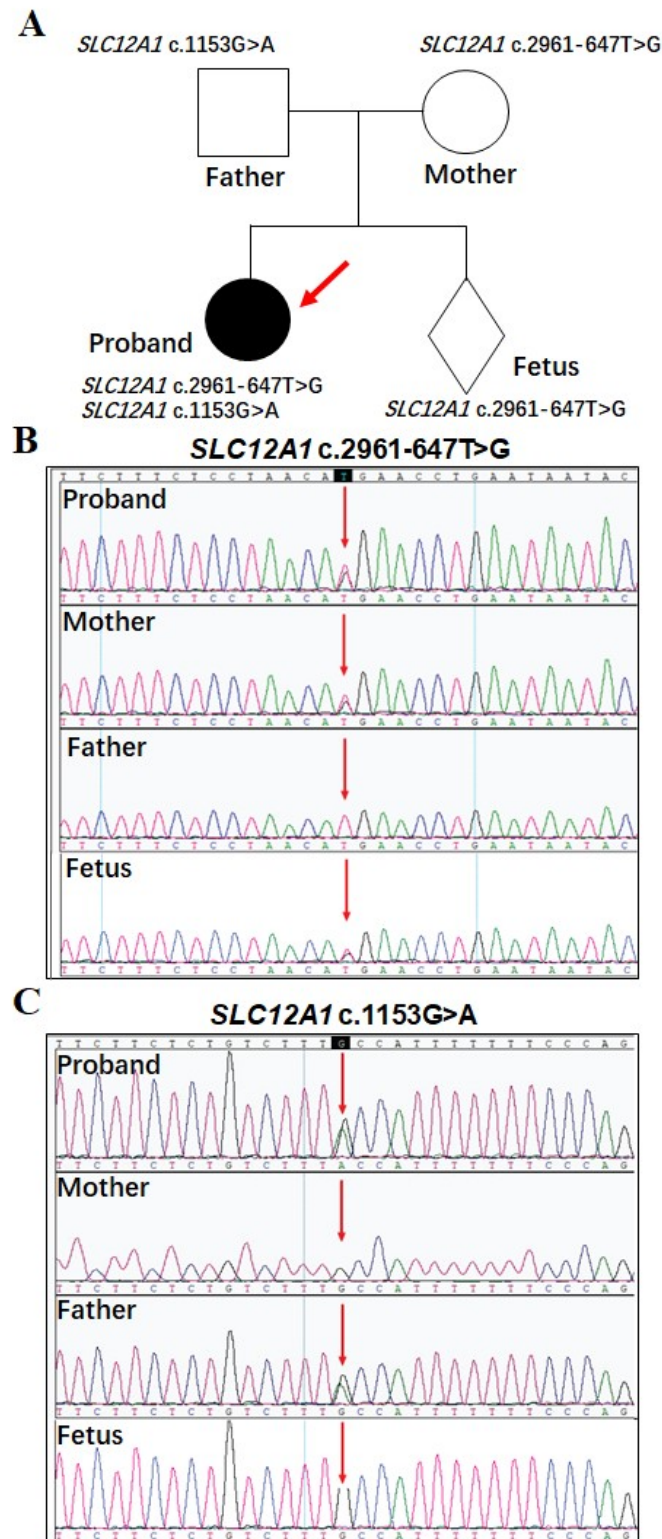 A
SLC12A1 c.1153G>A
SLC12A1 c.2961-647T>G
Father
Mother
Proband
SLC12A1 c.2961-647T>G
SLC12A1 c.1153G>A
Fetus
SLC12A1 c.2961-647T>G
B
SLC12A1 c.2961-647T>G
T T C T T T C T C C T A A C A T G A A C C T G A A T A A T A C
Proband
T T C T T T C T C C T A A C A T G A A C C T G A A T A A T A C
Mother
T T C T T T C T C C T A A C A T G A A C C T G A A T A A T A C
Father
T T C T T T C T C C T A A C A T G A A C C T G A A T A A T A C
Fetus
T T C T T T C T C C T A A C A T G A A C C T G A A T A A T A C
C
SLC12A1 c.1153G>A
T T C T T C T C T G T C T T T G C C A T T T T T T C C C A G
Proband
T T C T T C T C T G T C T T T A C C A T T T T T T C C C A G
Mother
T T C T T C T C T G T C T T T G C C A T T T T T T C C C A G
Father
T T C T T C T C T G T C T T T G C C A T T T T T T C C C A G
Fetus
T T C T T C T C T G T C T T T G C C A T T T T T T C C C A G